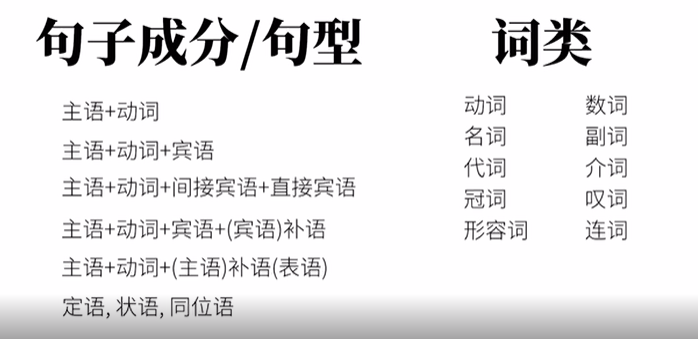 句子成分/句型
主语+动词
主语+动词+宾语
主语+动词+间接宾语+直接宾语
主语+动词+宾语+(宾语)补语
主语+动词+(主语)补语(表语)
定语, 状语, 同位语
词类
动词
名词
代词
冠词
形容词
数词
副词
介词
叹词
连词